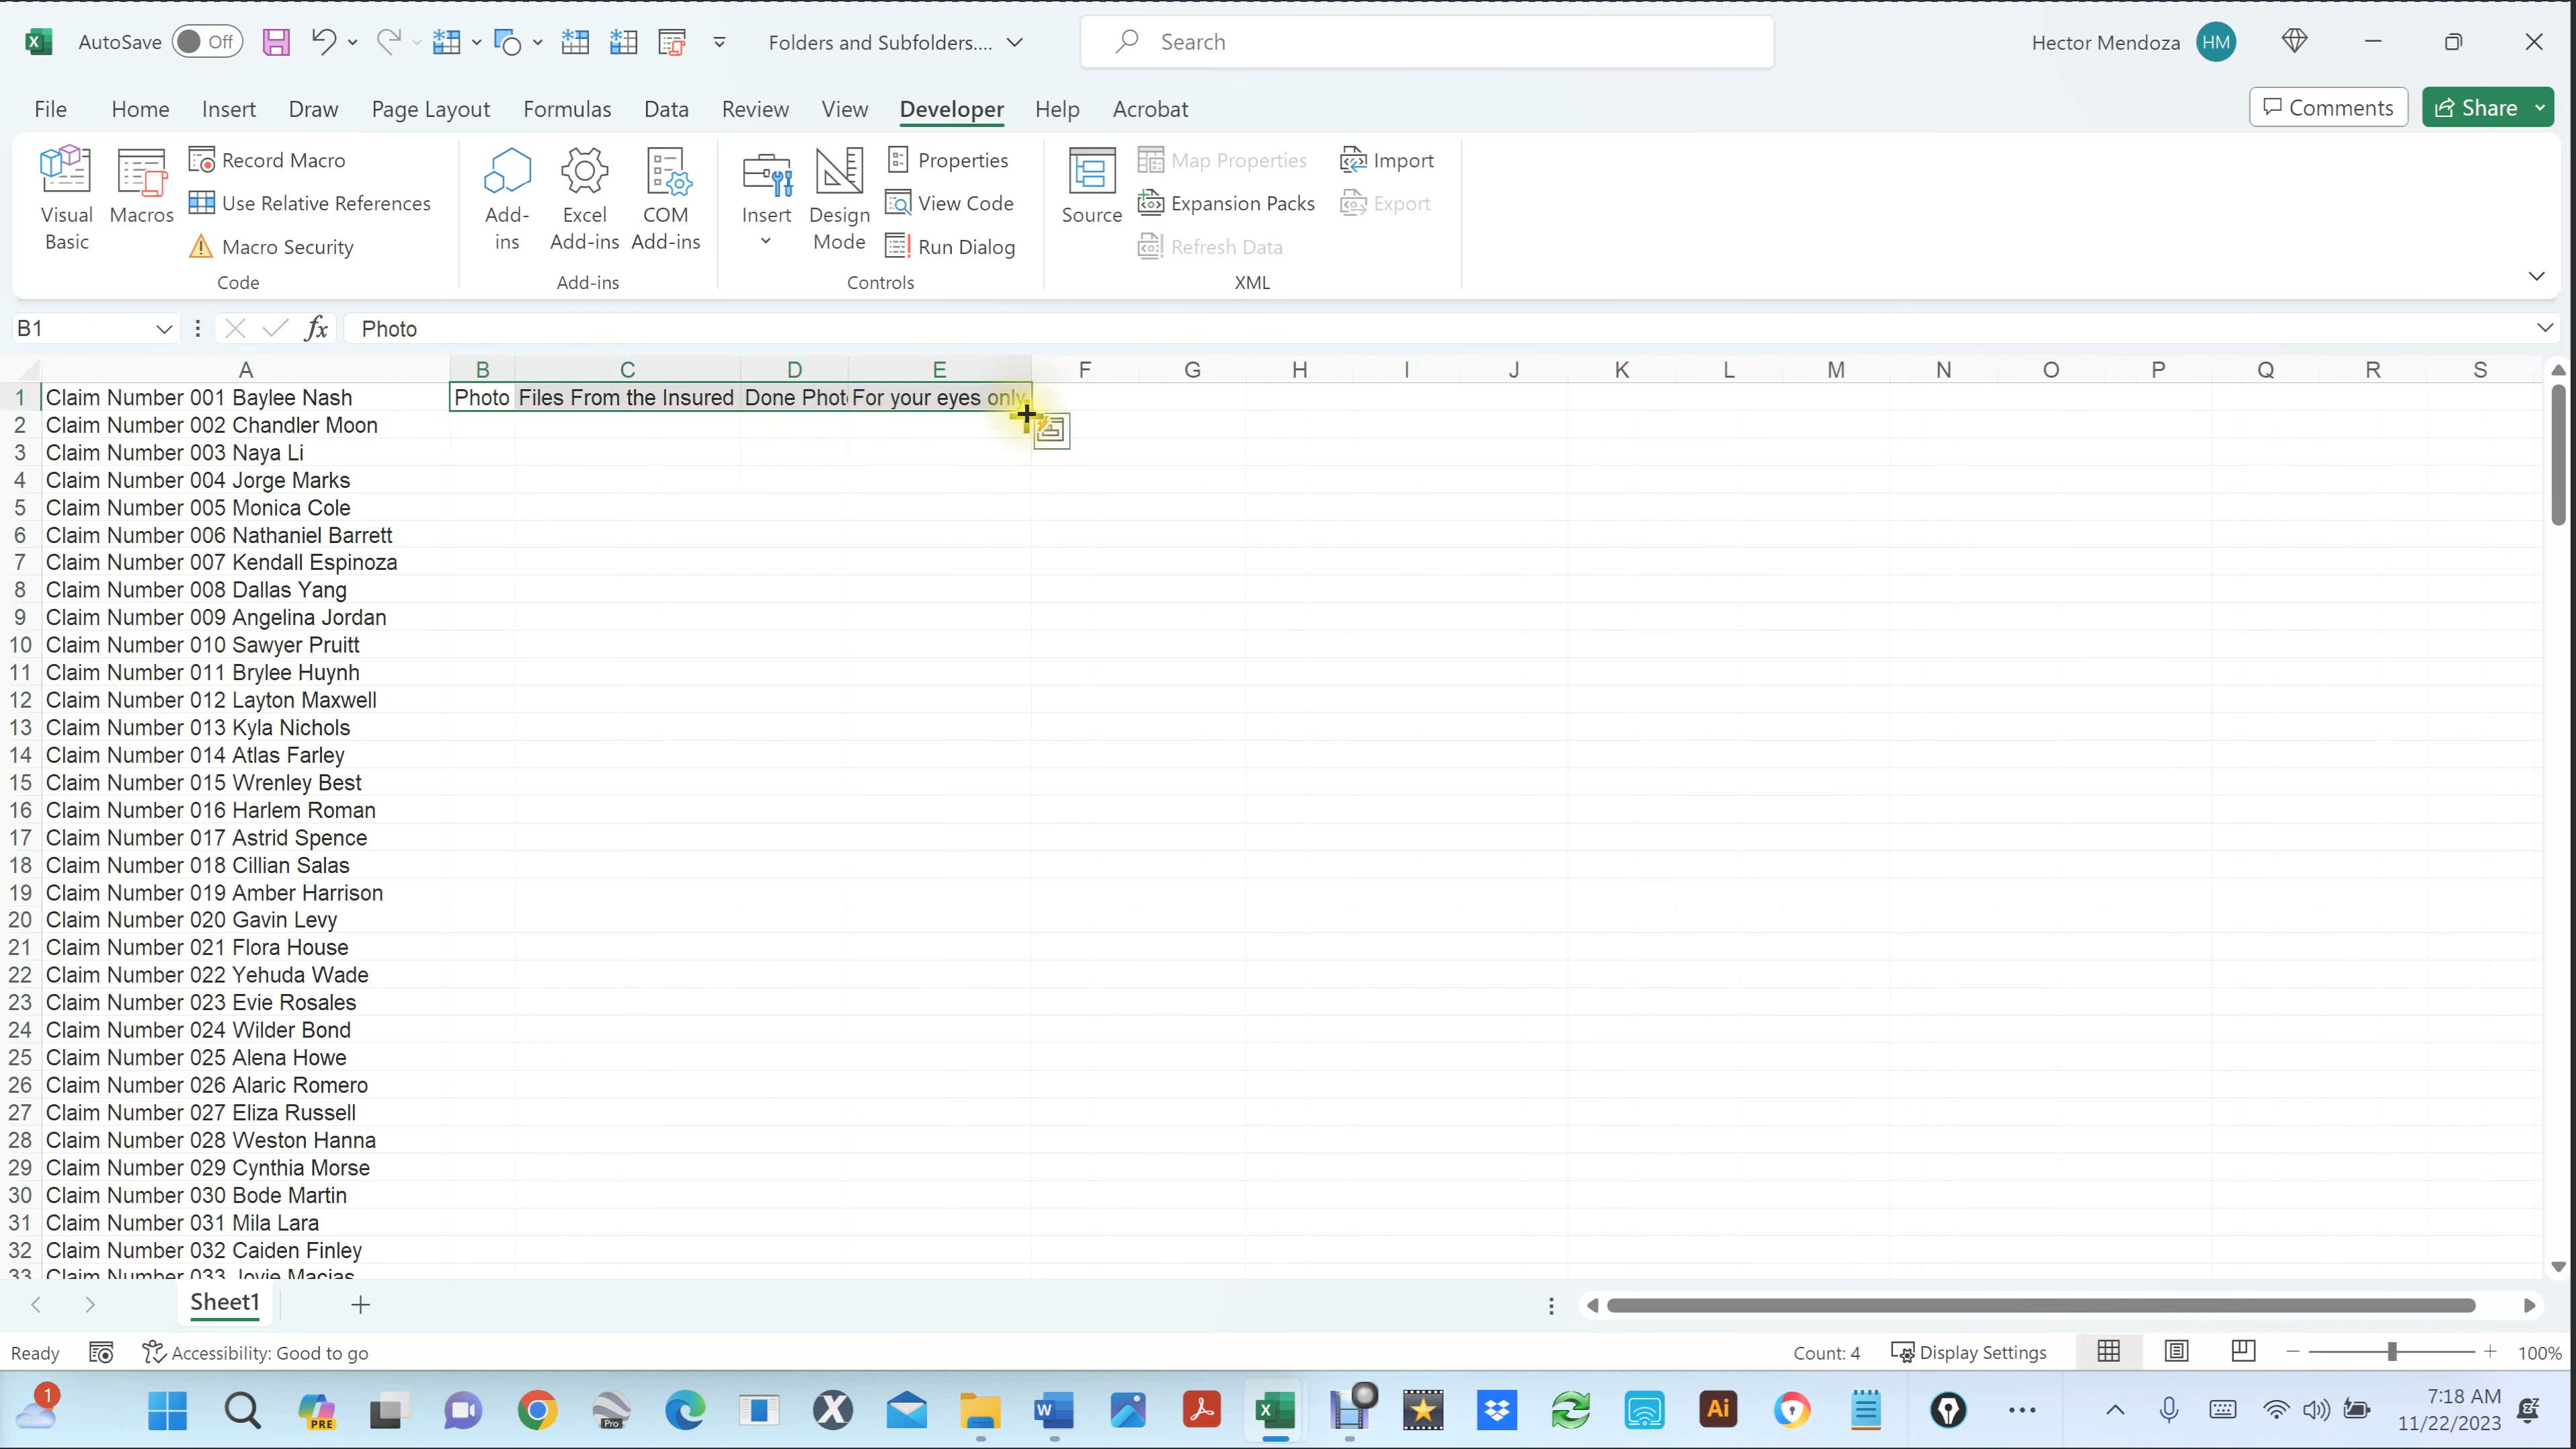 AutoSave Off Folders and Subfolders.... Search Hector Mendoza HM
File Home Insert Draw Page Layout Formulas Data Review View Developer Help Acrobat Comments Share
Visual Basic
Macros
Record Macro
Use Relative References
Macro Security
Code
Add-ins
Excel Add-ins
COM Add-ins
Add-ins
Insert
Design Mode
Properties
View Code
Run Dialog
Controls
Source
Map Properties
Expansion Packs
Refresh Data
Import
Export
XML
B1 fx Photo
A B C D E F G H I J K L M N O P Q R S
1 Claim Number 001 Baylee Nash Photo Files From the Insured Done Phot For your eyes only
2 Claim Number 002 Chandler Moon
3 Claim Number 003 Naya Li
4 Claim Number 004 Jorge Marks
5 Claim Number 005 Monica Cole
6 Claim Number 006 Nathaniel Barrett
7 Claim Number 007 Kendall Espinoza
8 Claim Number 008 Dallas Yang
9 Claim Number 009 Angelina Jordan
10 Claim Number 010 Sawyer Pruitt
11 Claim Number 011 Brylee Huynh
12 Claim Number 012 Layton Maxwell
13 Claim Number 013 Kyla Nichols
14 Claim Number 014 Atlas Farley
15 Claim Number 015 Wrenley Best
16 Claim Number 016 Harlem Roman
17 Claim Number 017 Astrid Spence
18 Claim Number 018 Cillian Salas
19 Claim Number 019 Amber Harrison
20 Claim Number 020 Gavin Levy
21 Claim Number 021 Flora House
22 Claim Number 022 Yehuda Wade
23 Claim Number 023 Evie Rosales
24 Claim Number 024 Wilder Bond
25 Claim Number 025 Alena Howe
26 Claim Number 026 Alaric Romero
27 Claim Number 027 Eliza Russell
28 Claim Number 028 Weston Hanna
29 Claim Number 029 Cynthia Morse
30 Claim Number 030 Bode Martin
31 Claim Number 031 Mila Lara
32 Claim Number 032 Caiden Finley
33 Claim Number 033 Jovie Macias
Sheet1
Ready Accessibility: Good to go Count: 4 Display Settings 100%
1 PRE Pro W X Ai 7:18 AM
11/22/2023